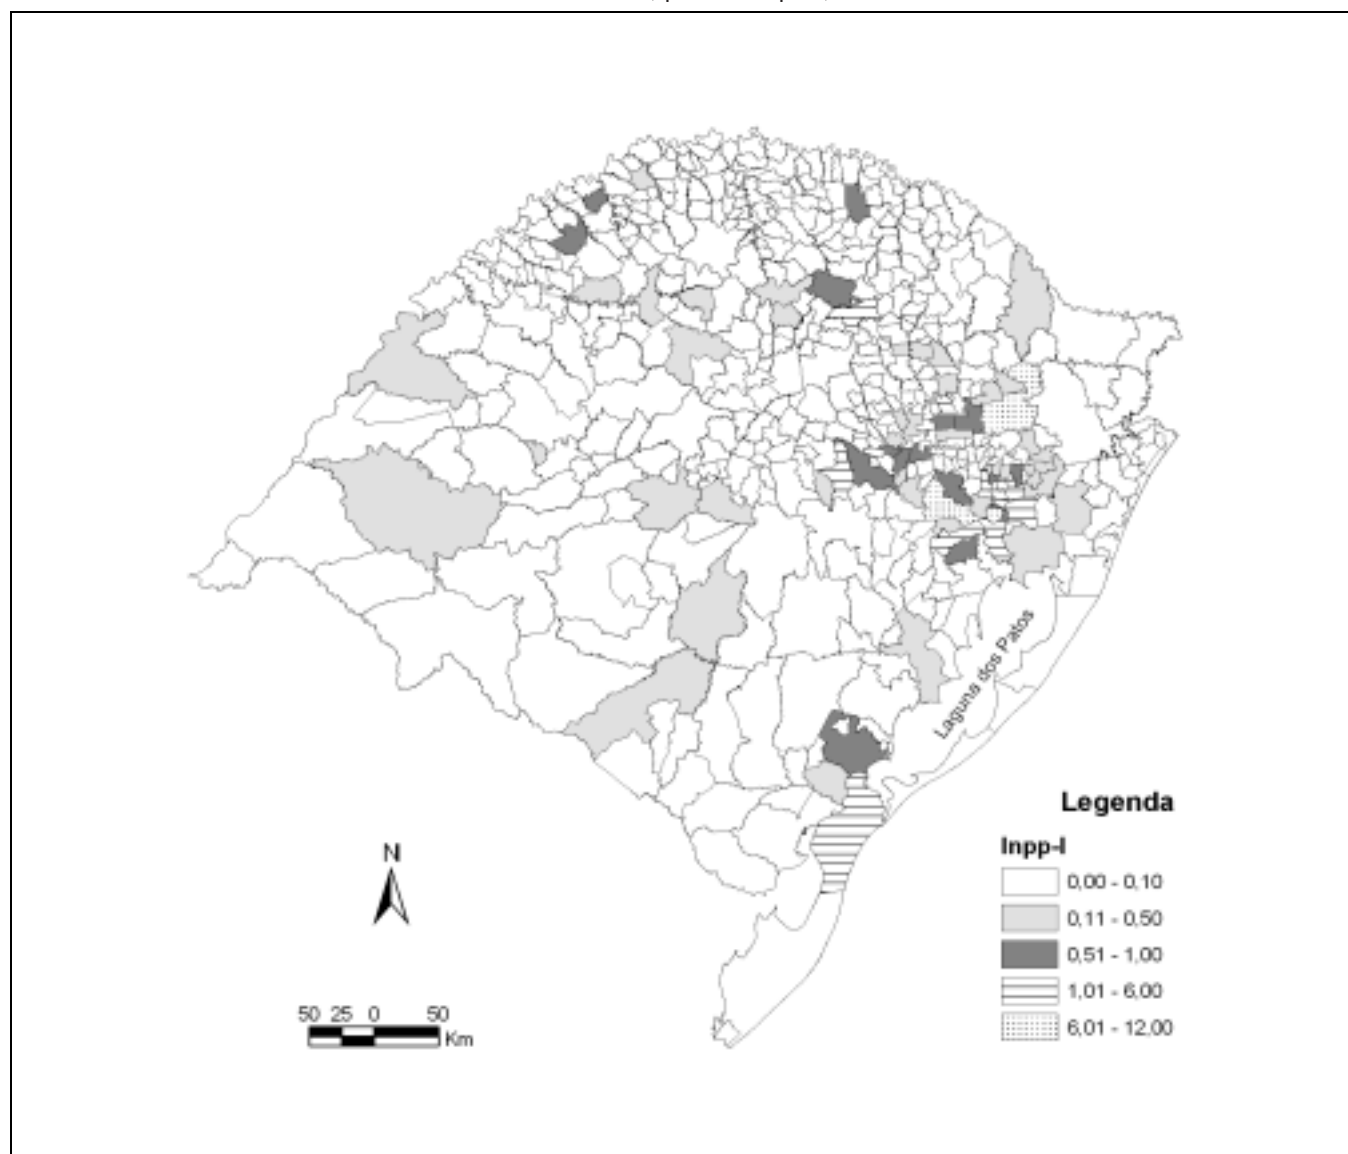 Laguna dos Patos
Legenda
Inpp-I
0,00 - 0,10
0,11 - 0,50
0,51 - 1,00
1,01 - 6,00
6,01 - 12,00
N
50 25 0 50
Km